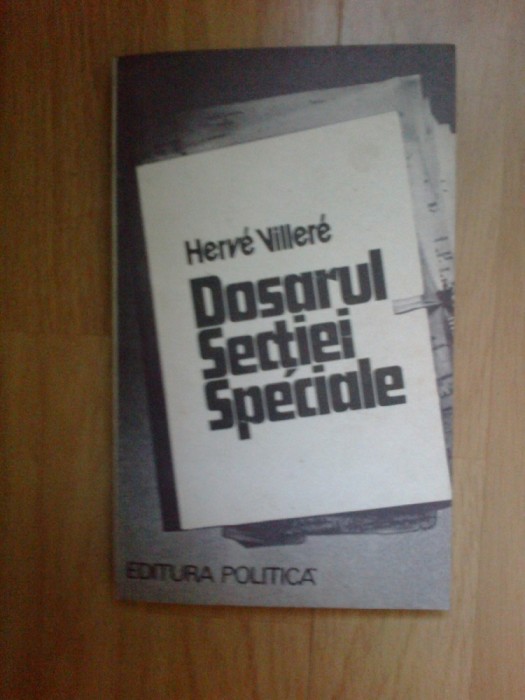 Hervé Villeré
Dosarul
Secției
Speciale
EDITURA POLITICĂ